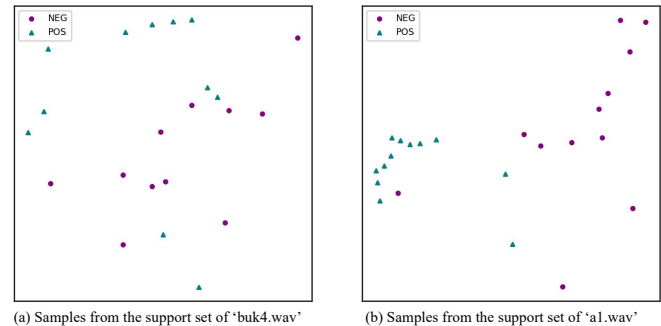 NEG
POS
NEG
POS
(a) Samples from the support set of ‘buk4.wav’
(b) Samples from the support set of ‘a1.wav’